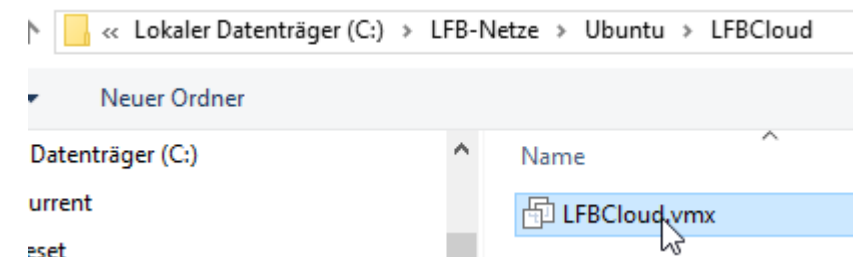 « Lokaler Datenträger (C:) > LFB-Netze > Ubuntu > LFBCloud
Neuer Ordner
Datenträger (C:)
Name
urrent
LFBCloud.vmx
eset